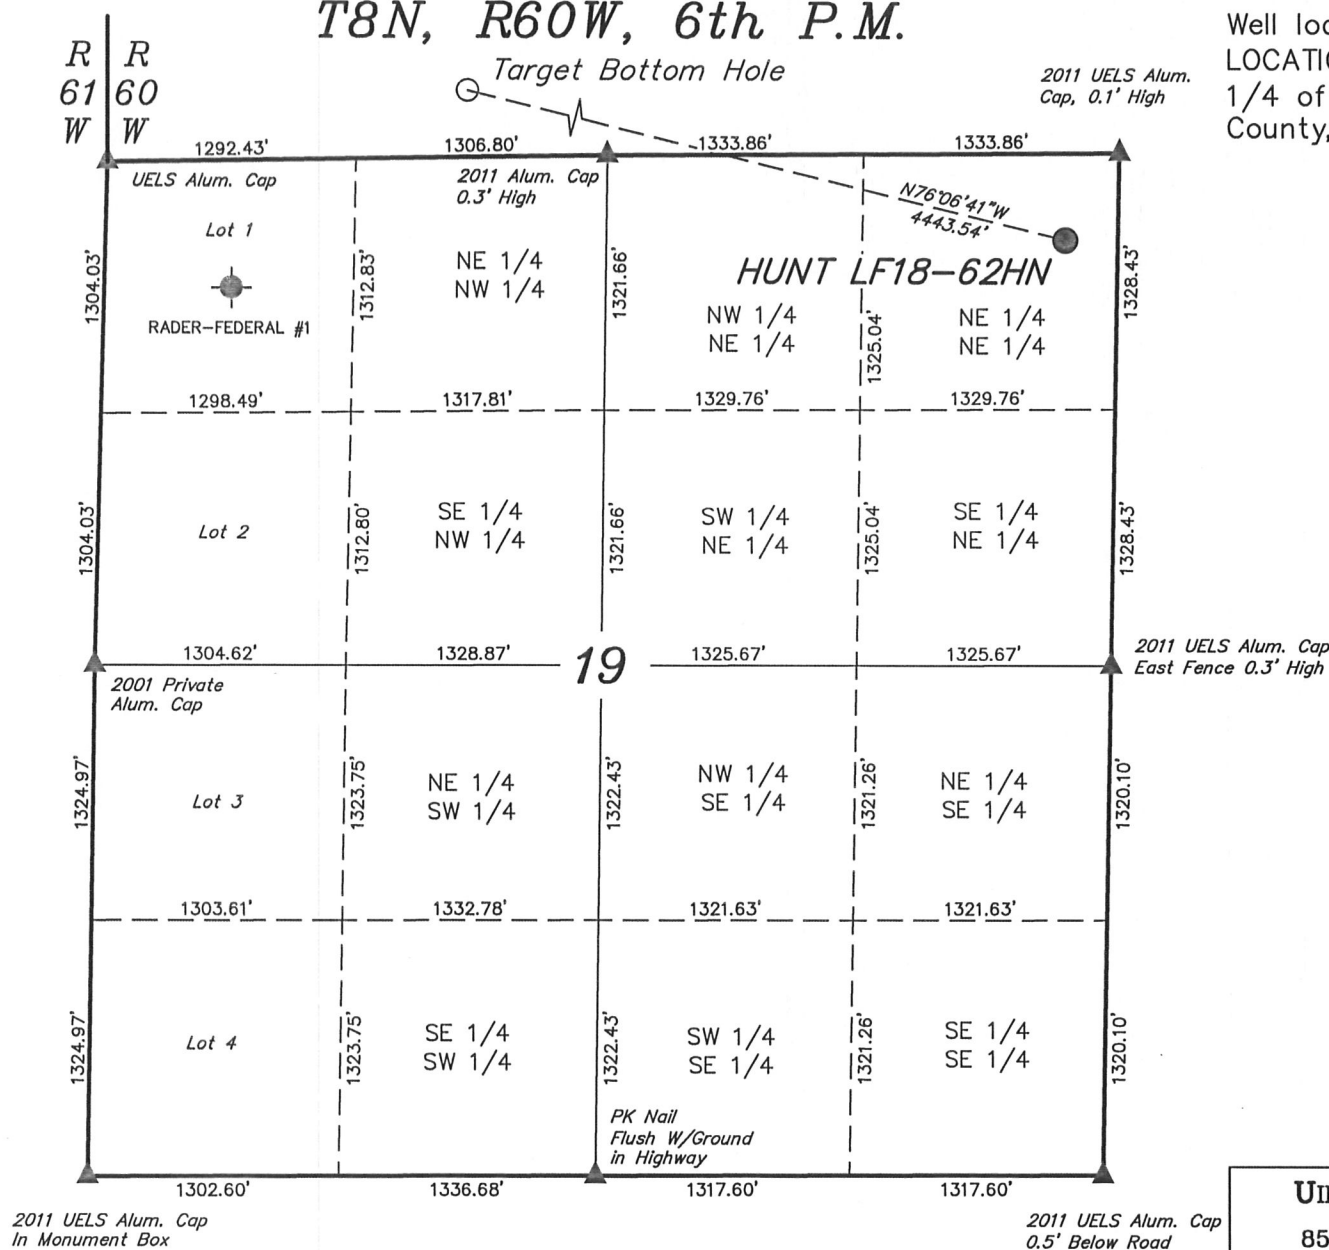 T8N, R60W, 6th P.M.
R R
61 60
W W
Target Bottom Hole
2011 UELS Alum.
Cap, 0.1' High
Well
1/4 of
County,
1292.43'
1306.80'
1333.86'
1333.86'
UELS Alum. Cap
2011 Alum. Cap
0.3' High
N76°06'41"W
4443.54'
Lot 1
NE 1/4
NW 1/4
HUNT LF18-62HN
1304.03'
1312.83'
1321.66'
1328.43'
RADER-FEDERAL #1
NW 1/4
NE 1/4
1325.04'
NE 1/4
NE 1/4
1298.49'
1317.81'
1329.76'
1329.76'
1304.03'
Lot 2
1312.80'
SE 1/4
NW 1/4
1321.66'
SW 1/4
NE 1/4
1325.04'
SE 1/4
NE 1/4
1328.43'
1304.62'
1328.87'
19
1325.67'
1325.67'
2011 UELS Alum. Cap
East Fence 0.3' High
2001 Private
Alum. Cap
1324.97'
Lot 3
1323.75'
NE 1/4
SW 1/4
1322.43'
NW 1/4
SE 1/4
1321.26'
NE 1/4
SE 1/4
1320.10'
1303.61'
1332.78'
1321.63'
1321.63'
1324.97'
Lot 4
1323.75'
SE 1/4
SW 1/4
1322.43'
SW 1/4
SE 1/4
1321.26'
SE 1/4
SE 1/4
1320.10'
PK Nail
Flush W/Ground
in Highway
1302.60'
1336.68'
1317.60'
1317.60'
2011 UELS Alum. Cap
In Monument Box
2011 UELS Alum. Cap
0.5' Below Road
85